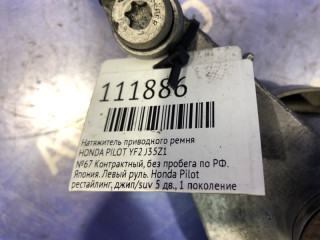 111886
Натяжитель приводного ремня
HONDA PILOT YF2 J35Z1
№67 Контрактный, без пробега по РФ.
Япония. Левый руль. Honda Pilot
рестайлинг, джип/suv 5 дв., 1 поколение